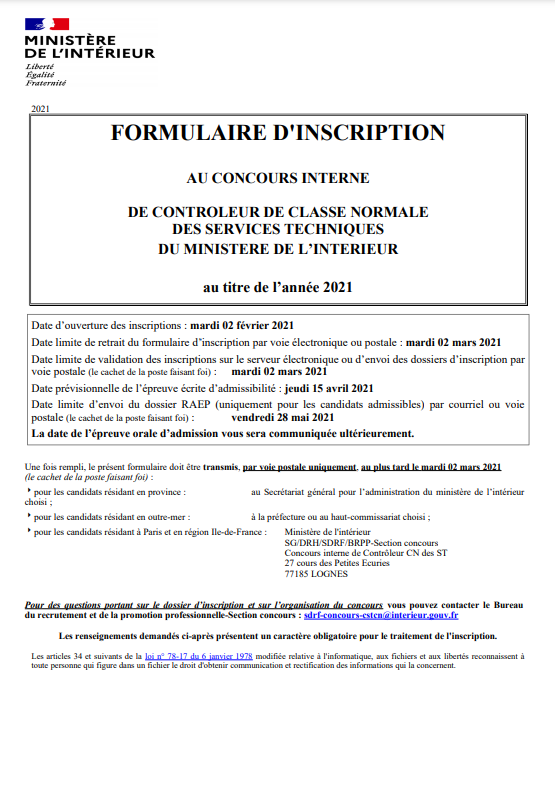 MINISTÈRE
DE L'INTÉRIEUR
Liberté
Égalité
Fraternité
2021
FORMULAIRE D'INSCRIPTION
AU CONCOURS INTERNE
DE CONTROLEUR DE CLASSE NORMALE
DES SERVICES TECHNIQUES
DU MINISTERE DE L’INTERIEUR
au titre de l’année 2021
Date d’ouverture des inscriptions : mardi 02 février 2021
Date limite de retrait du formulaire d’inscription par voie électronique ou postale : mardi 02 mars 2021
Date limite de validation des inscriptions sur le serveur électronique ou d’envoi des dossiers d’inscription par
voie postale (le cachet de la poste faisant foi) : mardi 02 mars 2021
Date prévisionnelle de l’épreuve écrite d’admissibilité : jeudi 15 avril 2021
Date limite d’envoi du dossier RAEP (uniquement pour les candidats admissibles) par courriel ou voie
postale (le cachet de la poste faisant foi) : vendredi 28 mai 2021
La date de l’épreuve orale d’admission vous sera communiquée ultérieurement.
Une fois rempli, le présent formulaire doit être transmis, par voie postale uniquement, au plus tard le mardi 02 mars 2021
(le cachet de la poste faisant foi) :
pour les candidats résidant en province : au Secrétariat général pour l’administration du ministère de l’intérieur
choisi ;
pour les candidats résidant en outre-mer : à la préfecture ou au haut-commissariat choisi ;
pour les candidats résidant à Paris et en région Ile-de-France : Ministère de l'intérieur
SG/DRH/SDRF/BRPP-Section concours
Concours interne de Contrôleur CN des ST
27 cours des Petites Ecuries
77185 LOGNES
Pour des questions portant sur le dossier d’inscription et sur l’organisation du concours vous pouvez contacter le Bureau
du recrutement et de la promotion professionnelle-Section concours : sdrf-concours-cstcn@interieur.gouv.fr
Les renseignements demandés ci-après présentent un caractère obligatoire pour le traitement de l'inscription.
Les articles 34 et suivants de la loi n° 78-17 du 6 janvier 1978 modifiée relative à l'informatique, aux fichiers et aux libertés reconnaissent à
toute personne qui figure dans un fichier le droit d'obtenir communication et rectification des informations qui la concernent.